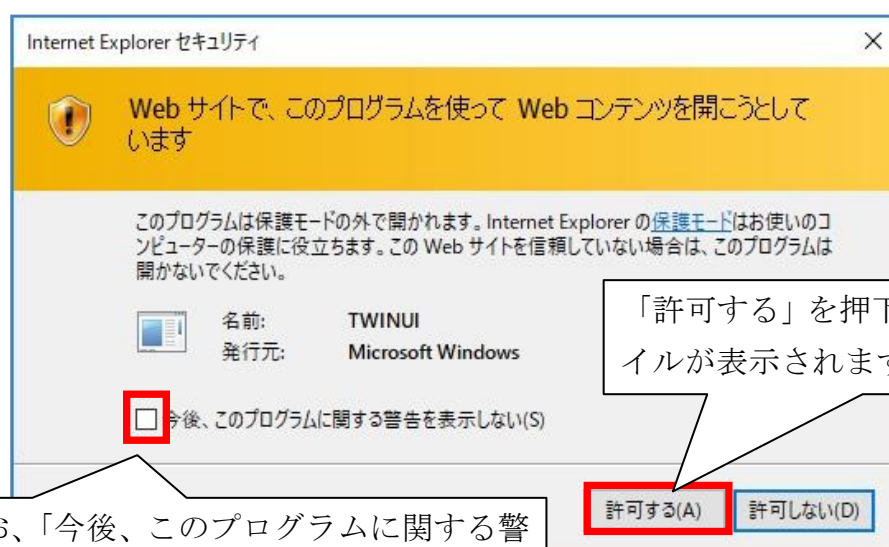 Internet Explorer セキュリティ
Web サイトで、このプログラムを使って Web コンテンツを開こうとして
います
このプログラムは保護モードの外で開かれます。Internet Explorer の保護モードはお使いのコ
ンピューターの保護に役立ちます。この Web サイトを信頼していない場合は、このプログラムは
開かないでください。
「許可する」を押下
イルが表示されます
名前: TWINUI
発行元: Microsoft Windows
今後、このプログラムに関する警告を表示しない(S)
許可する(A) 許可しない(D)
、「今後、このプログラムに関する警